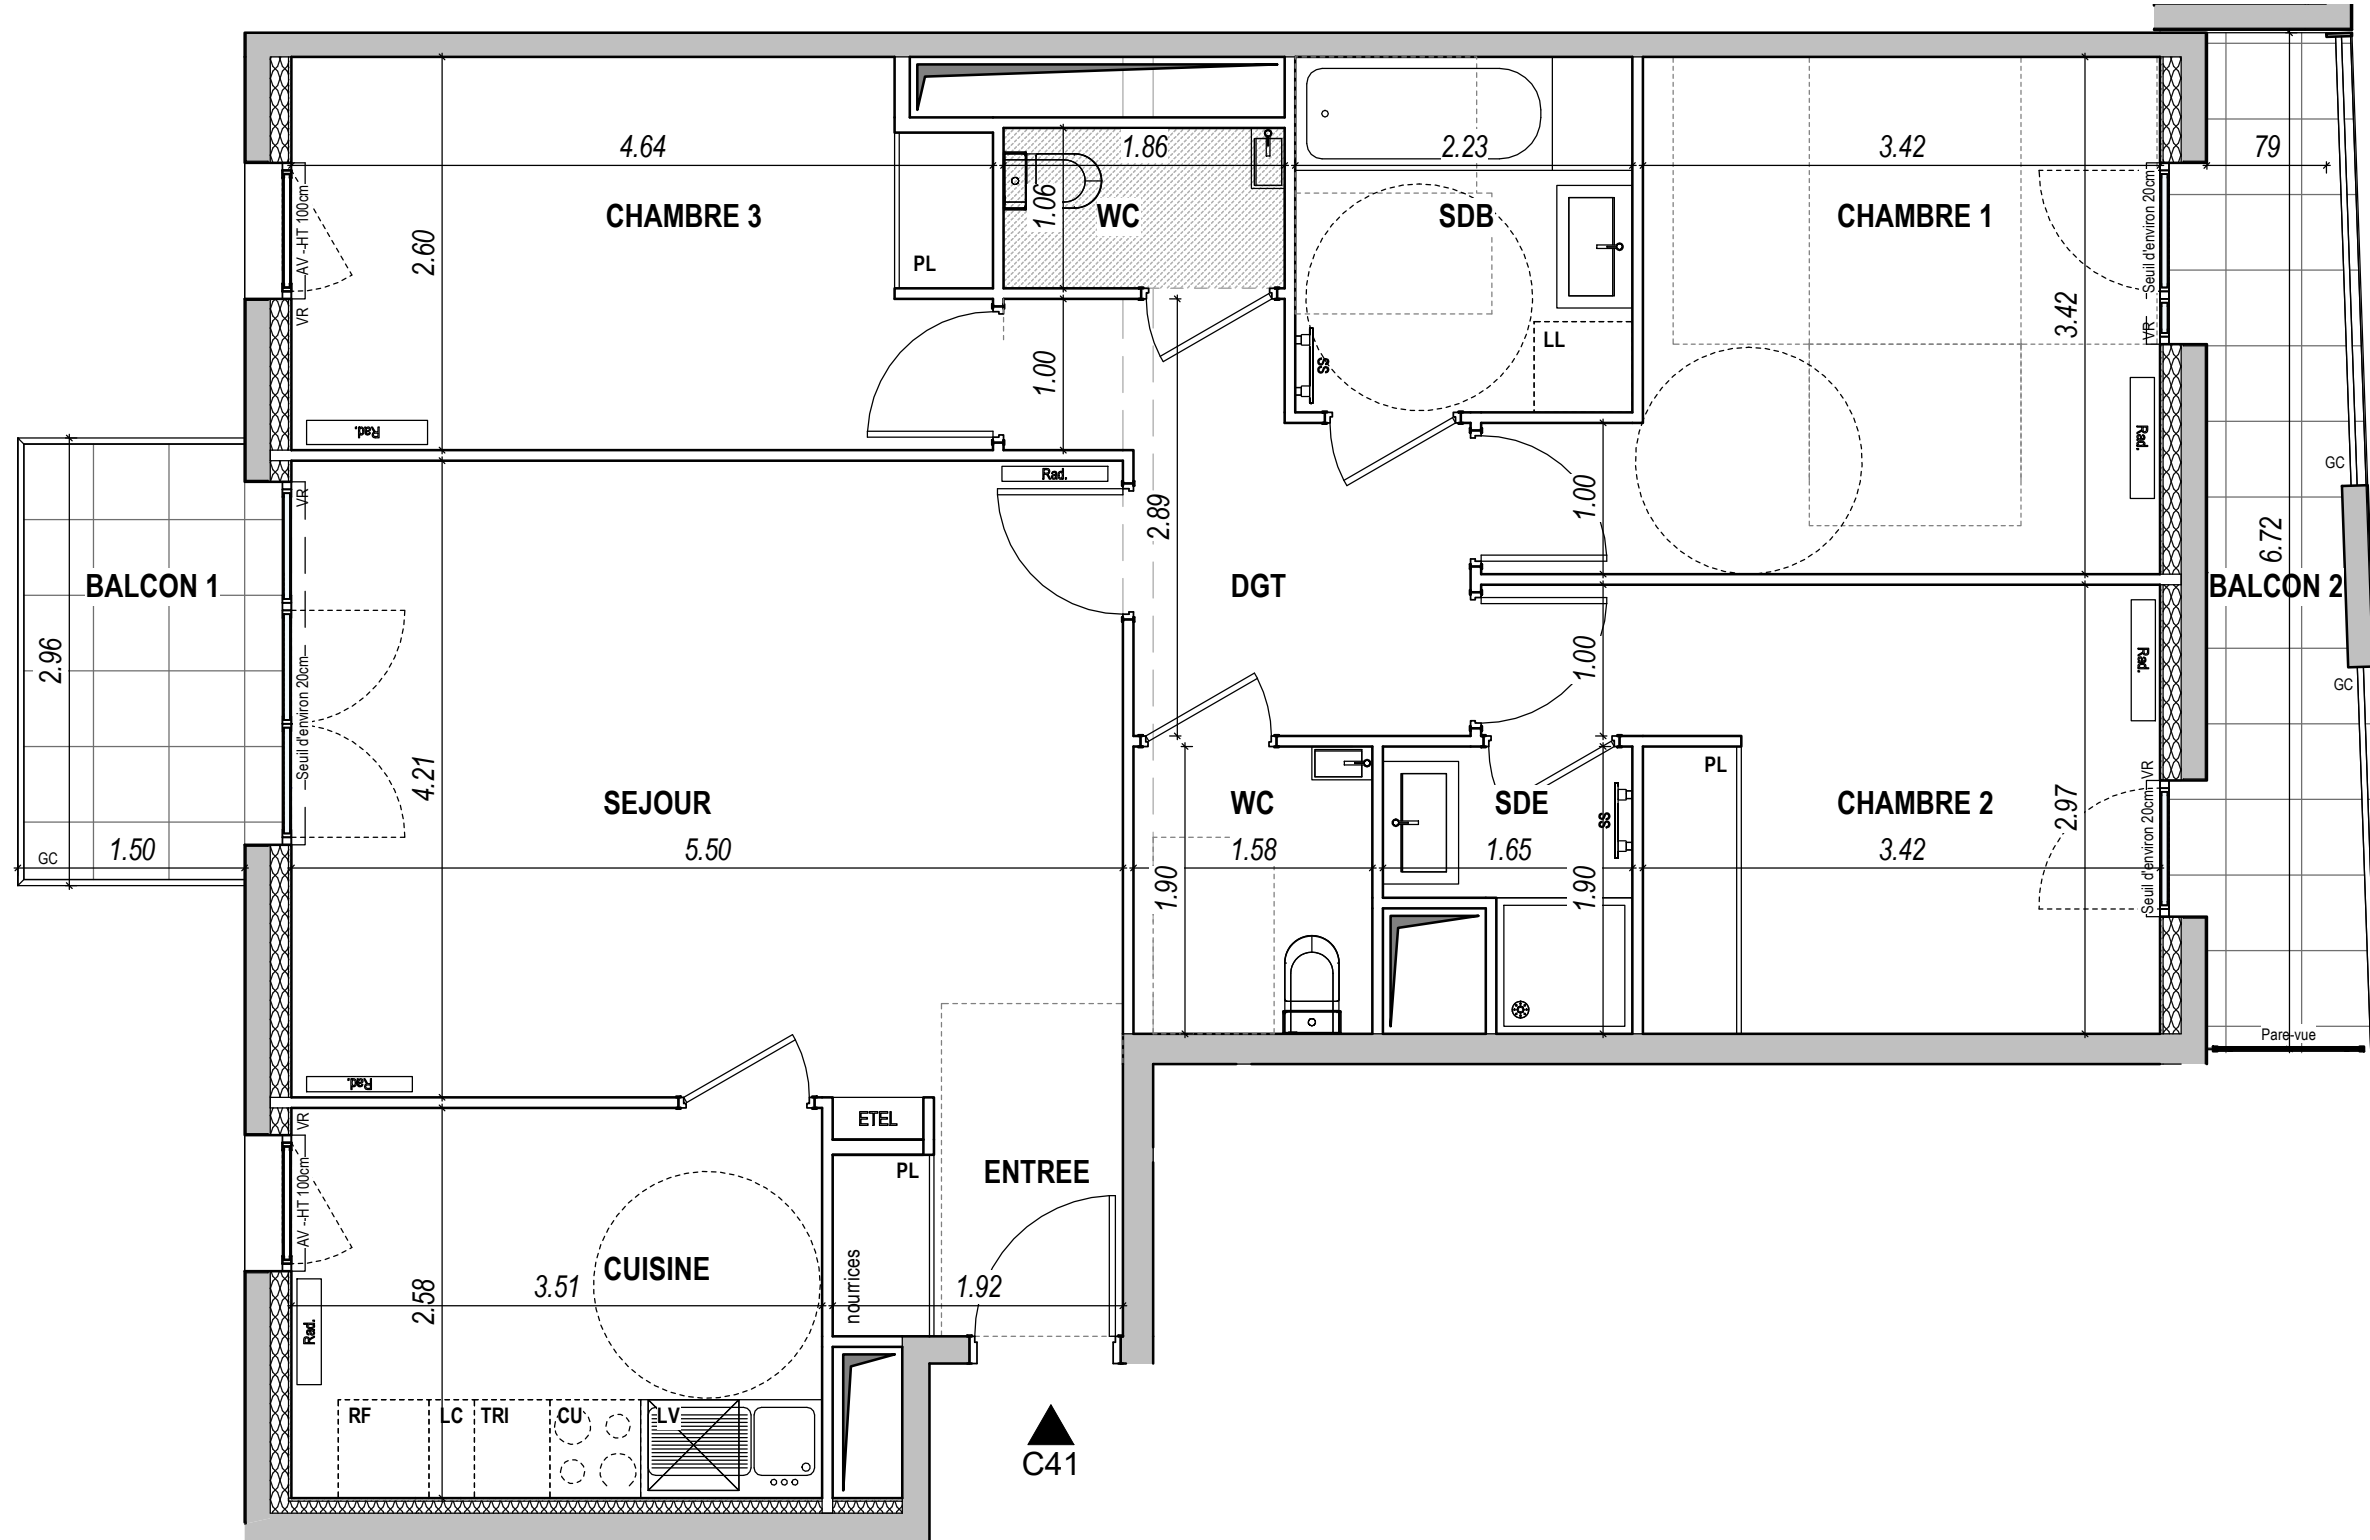 4.64
1.86
2.23
3.42
79
CHAMBRE 3
1.06
WC
SDB
CHAMBRE 1
AV --HT 100cm
VR
2.60
PL
Seuil d'environ 20cm
VR
3.42
LL
SS
1.00
Rad.
Rad.
Rad.
GC
VR
2.89
1.00
6.72
BALCON 1
DGT
BALCON 2
2.96
Seuil d'environ 20cm
1.00
Rad.
GC
4.21
PL
VR
SEJOUR
WC
SDE
CHAMBRE 2
2.97
SS
GC
1.50
5.50
1.58
1.65
3.42
Seuil d'environ 20cm
1.90
1.90
Pare-vue
Rad.
VR
ETEL
AV --HT 100cm
PL
ENTREE
CUISINE
nourrices
2.58
3.51
1.92
Rad.
RF
LC
TRI
CU
LV
C41